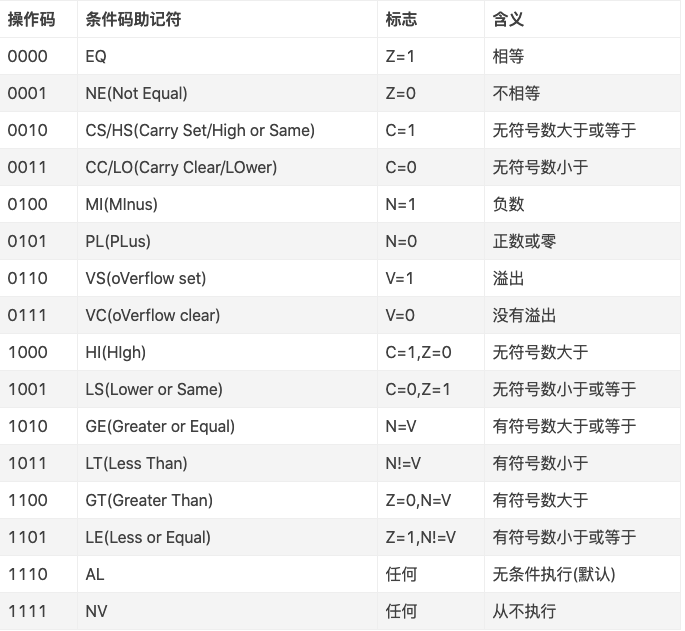 操作码 条件码助记符 标志 含义
0000 EQ Z=1 相等
0001 NE(Not Equal) Z=0 不相等
0010 CS/HS(Carry Set/High or Same) C=1 无符号数大于或等于
0011 CC/LO(Carry Clear/LOwer) C=0 无符号数小于
0100 MI(MInus) N=1 负数
0101 PL(PLus) N=0 正数或零
0110 VS(oVerflow set) V=1 溢出
0111 VC(oVerflow clear) V=0 没有溢出
1000 HI(HIgh) C=1,Z=0 无符号数大于
1001 LS(Lower or Same) C=0,Z=1 无符号数小于或等于
1010 GE(Greater or Equal) N=V 有符号数大于或等于
1011 LT(Less Than) N!=V 有符号数小于
1100 GT(Greater Than) Z=0,N=V 有符号数大于
1101 LE(Less or Equal) Z=1,N!=V 有符号数小于或等于
1110 AL 任何 无条件执行(默认)
1111 NV 任何 从不执行